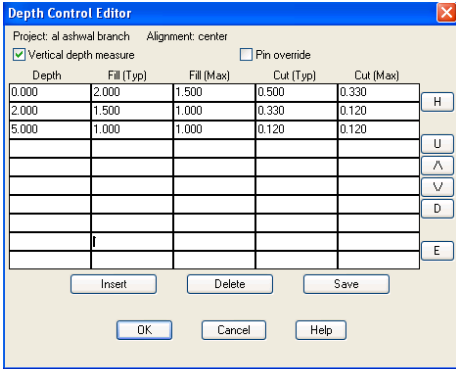 Depth Control Editor
Project: al ashwal branch Alignment: center
Vertical depth measure Pin override
Depth Fill (Typ) Fill (Max) Cut (Typ) Cut (Max)
0.000 2.000 1.500 0.500 0.330
H
2.000 1.500 1.000 0.330 0.120
5.000 1.000 1.000 0.120 0.120
U
/\
\/
D
E
Insert Delete Save
OK Cancel Help